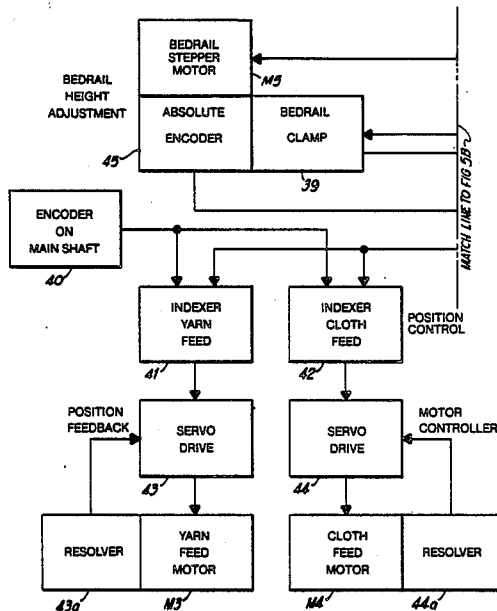 BEDRAIL
STEPPER
MOTOR
M5
BEDRAIL
HEIGHT
ADJUSTMENT
ABSOLUTE
ENCODER
BEDRAIL
CLAMP
45
39
MATCH LINE TO FIG 5B
ENCODER
ON
MAIN SHAFT
40
INDEXER
YARN
FEED
INDEXER
CLOTH
FEED
POSITION
CONTROL
41
42
POSITION
FEEDBACK
SERVO
DRIVE
SERVO
DRIVE
MOTOR
CONTROLLER
43
44
RESOLVER
YARN
FEED
MOTOR
CLOTH
FEED
MOTOR
RESOLVER
43a
M3
M4
44a